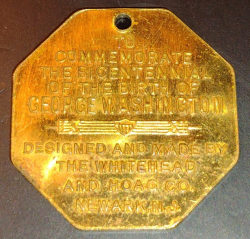 TO
COMMEMORATE
THE BICENTENNIAL
OF THE BIRTH OF
GEORGE WASHINGTON
DESIGNED AND MADE BY
THE WHITEHEAD
AND HOAG CO.
NEWARK N.J.